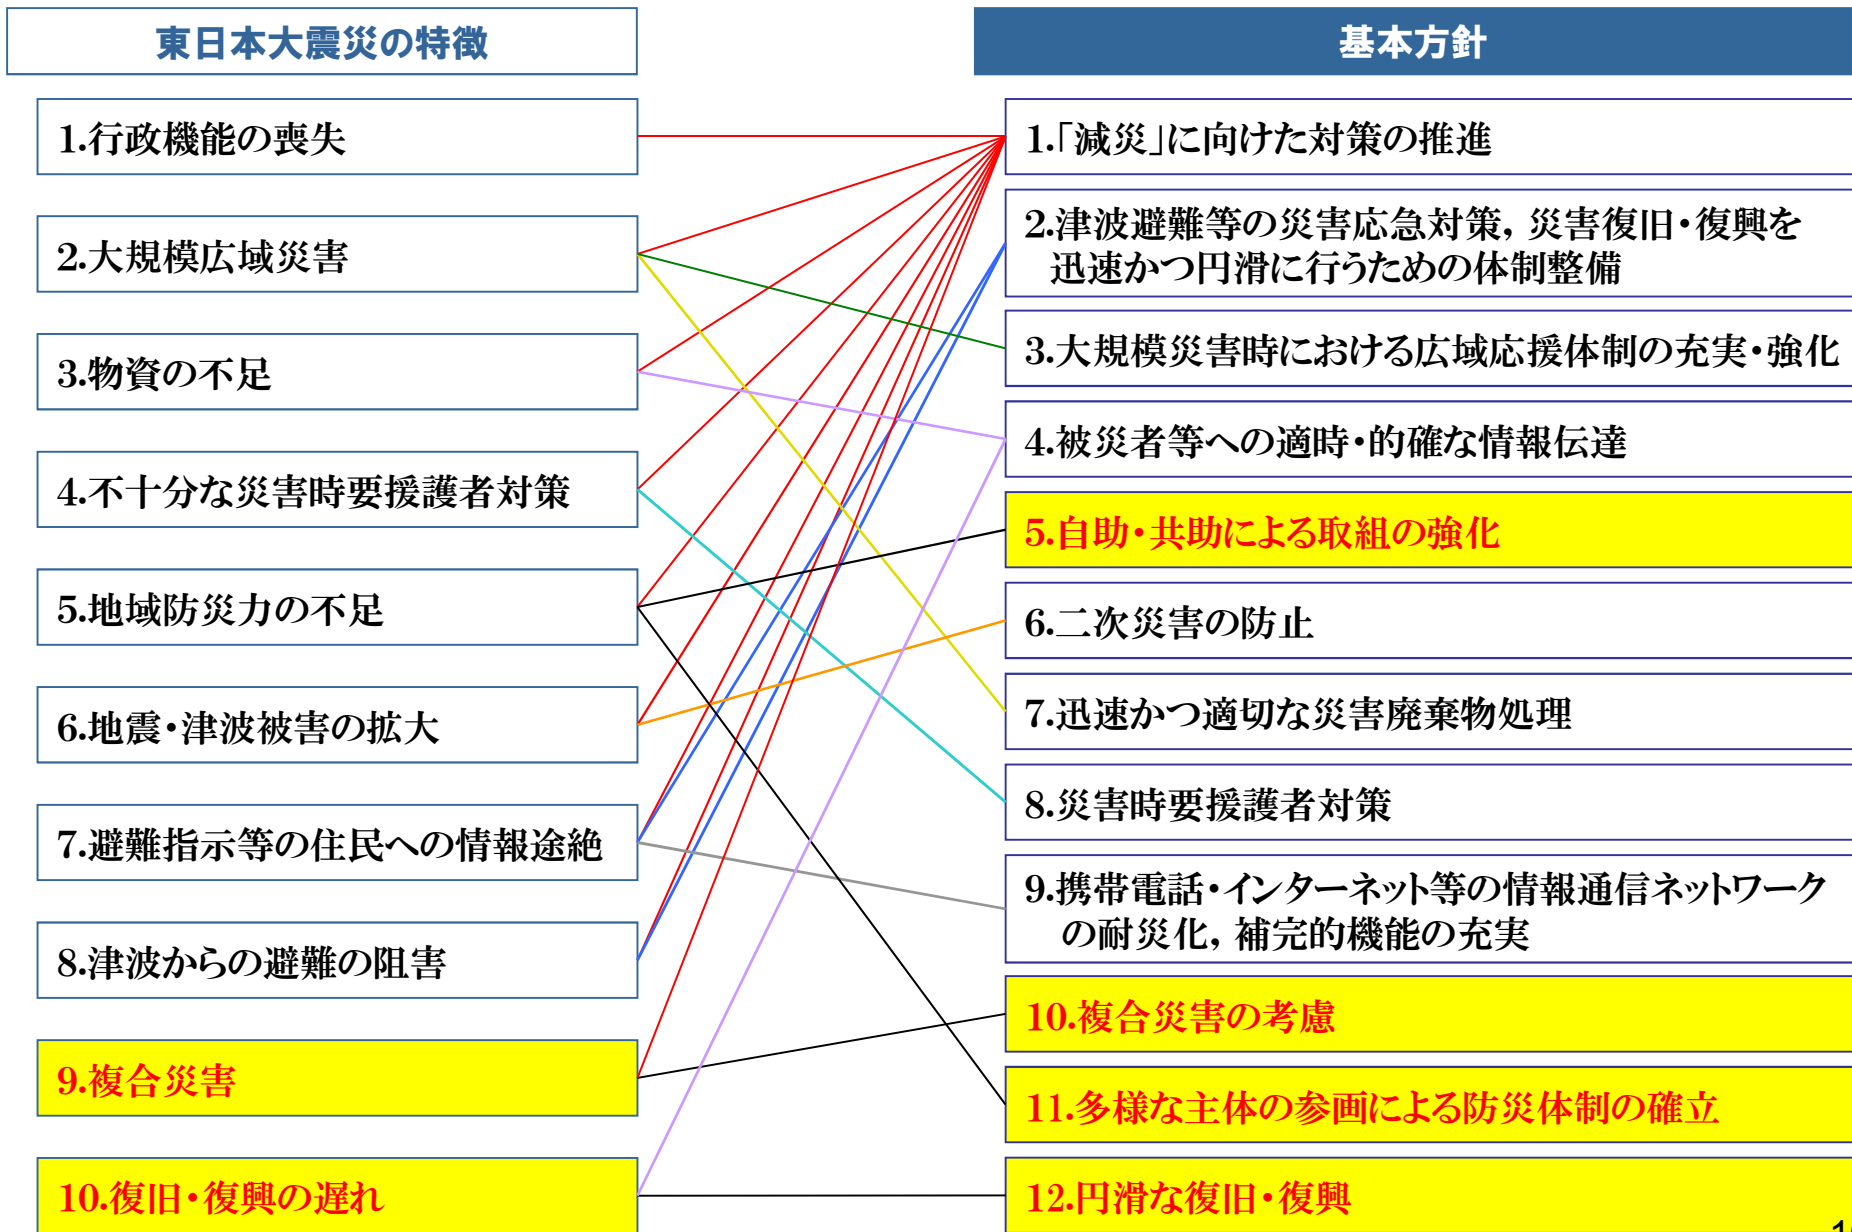 東日本大震災の特徴
1.行政機能の喪失
2.大規模広域災害
3.物資の不足
4.不十分な災害時要援護者対策
5.地域防災力の不足
6.地震・津波被害の拡大
7.避難指示等の住民への情報途絶
8.津波からの避難の阻害
9.複合災害
10.復旧・復興の遅れ
基本方針
1.「減災」に向けた対策の推進
2.津波避難等の災害応急対策，災害復旧・復興を
迅速かつ円滑に行うための体制整備
3.大規模災害時における広域応援体制の充実・強化
4.被災者等への適時・的確な情報伝達
5.自助・共助による取組の強化
6.二次災害の防止
7.迅速かつ適切な災害廃棄物処理
8.災害時要援護者対策
9.携帯電話・インターネット等の情報通信ネットワーク
の耐災化，補完的機能の充実
10.複合災害の考慮
11.多様な主体の参画による防災体制の確立
12.円滑な復旧・復興